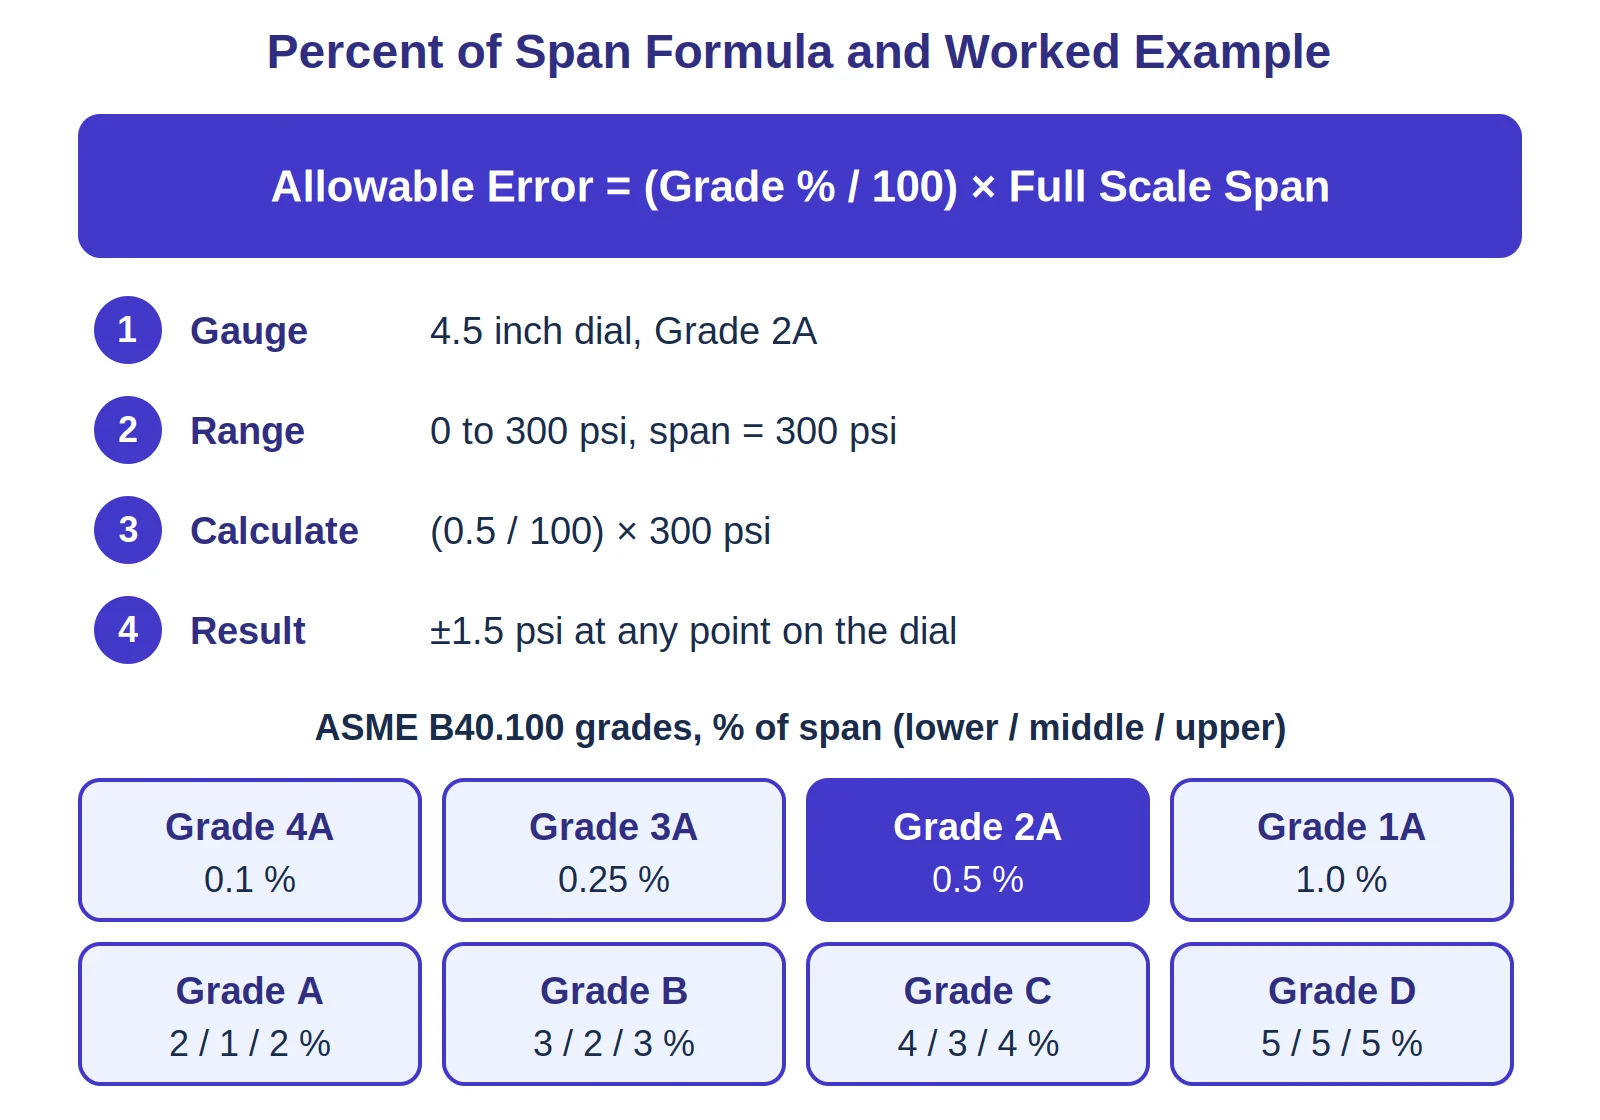 Percent of Span Formula and Worked Example
Allowable Error = (Grade % / 100) × Full Scale Span
1 Gauge 4.5 inch dial, Grade 2A
2 Range 0 to 300 psi, span = 300 psi
3 Calculate (0.5 / 100) × 300 psi
4 Result ±1.5 psi at any point on the dial
ASME B40.100 grades, % of span (lower / middle / upper)
Grade 4A
0.1 %
Grade 3A
0.25 %
Grade 2A
0.5 %
Grade 1A
1.0 %
Grade A
2 / 1 / 2 %
Grade B
3 / 2 / 3 %
Grade C
4 / 3 / 4 %
Grade D
5 / 5 / 5 %